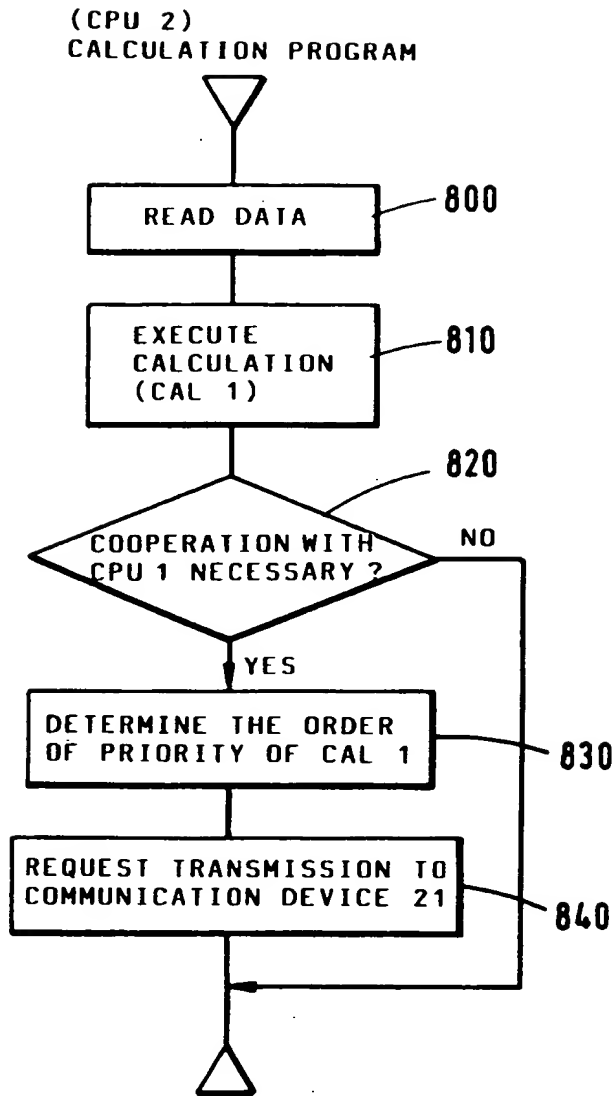 (CPU 2)
CALCULATION PROGRAM
READ DATA
800
EXECUTE
CALCULATION
(CAL 1)
810
820
COOPERATION WITH
CPU 1 NECESSARY ?
NO
YES
DETERMINE THE ORDER
OF PRIORITY OF CAL 1
830
REQUEST TRANSMISSION TO
COMMUNICATION DEVICE 21
840